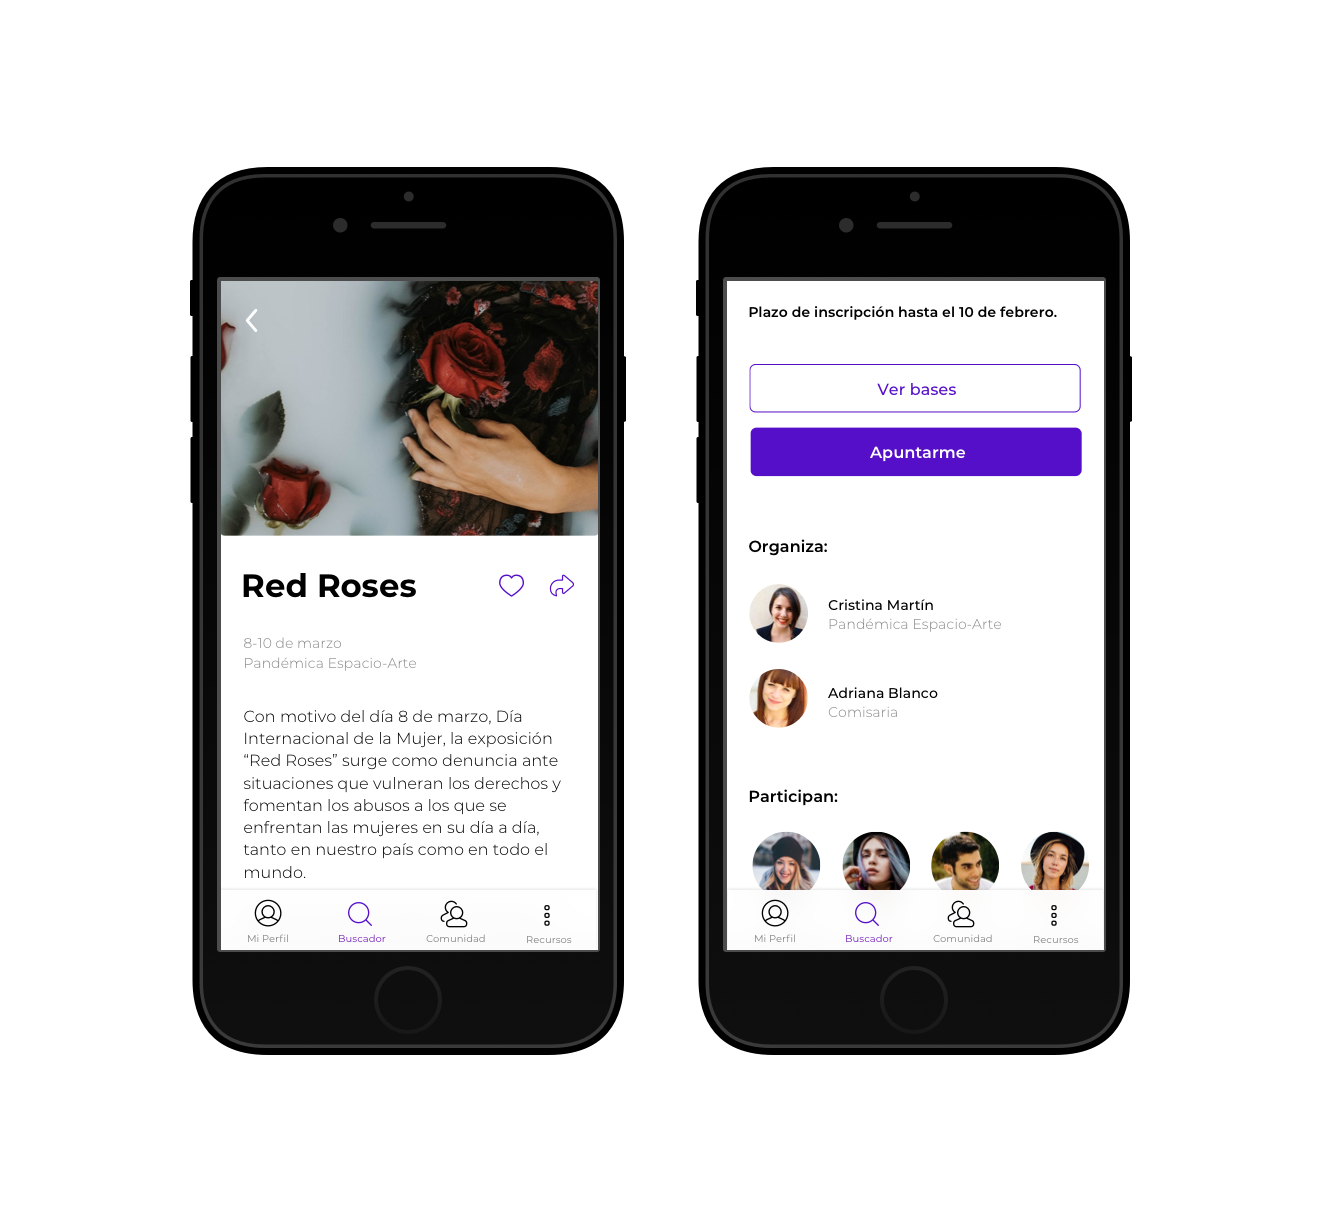 Red Roses
8-10 de marzo
Pandémica Espacio-Arte
Con motivo del día 8 de marzo, Día
Internacional de la Mujer, la exposición
“Red Roses” surge como denuncia ante
situaciones que vulneran los derechos y
fomentan los abusos a los que se
enfrentan las mujeres en su día a día,
tanto en nuestro país como en todo el
mundo.
Mi Perfil
Buscador
Comunidad
Recursos
Plazo de inscripción hasta el 10 de febrero.
Ver bases
Apuntarme
Organiza:
Cristina Martín
Pandémica Espacio-Arte
Adriana Blanco
Comisaria
Participan:
Mi Perfil
Buscador
Comunidad
Recursos